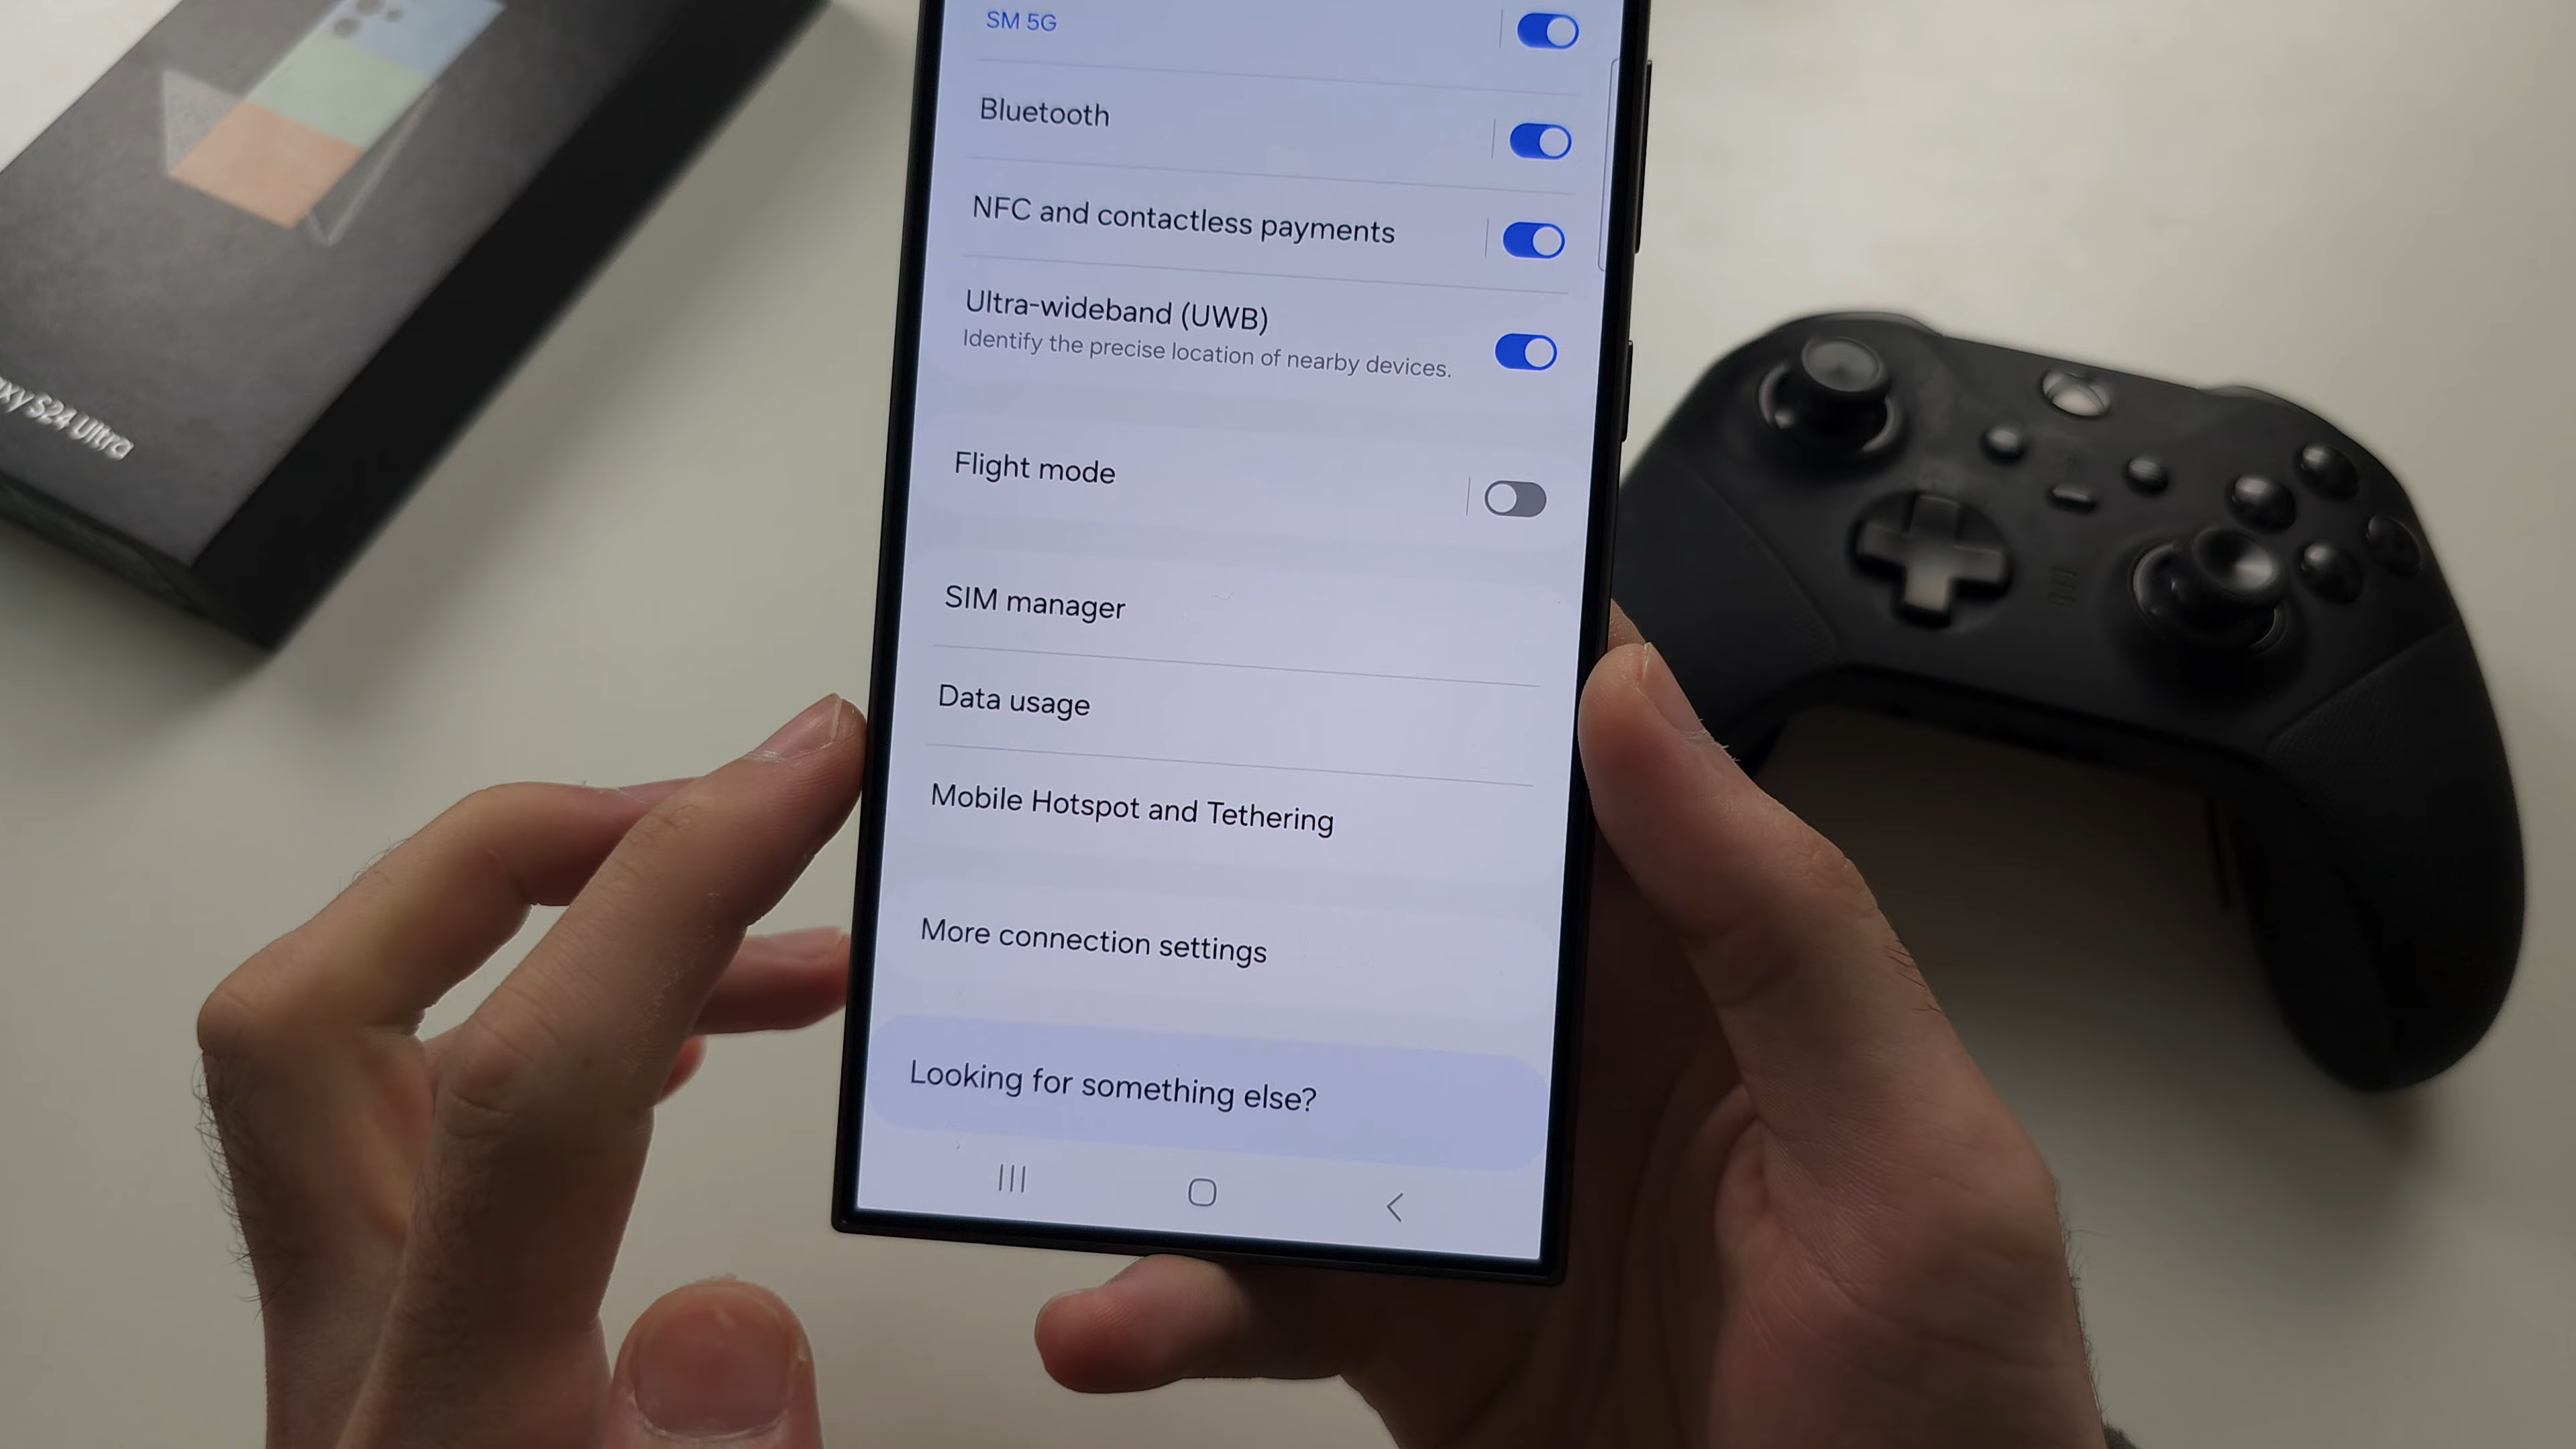 SM 5G
Bluetooth
NFC and contactless payments
Ultra-wideband (UWB)
Identify the precise location of nearby devices.
Flight mode
SIM manager
Data usage
Mobile Hotspot and Tethering
More connection settings
Looking for something else?
S24 Ultra